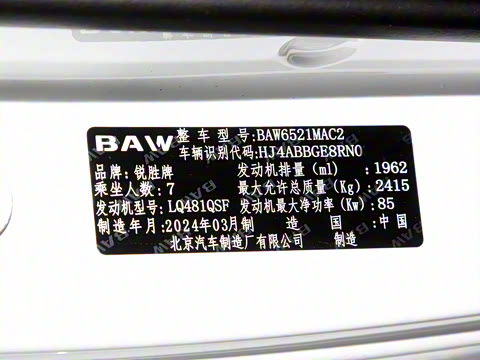 BAW 整车型号:BAW6521MAC2
车辆识别代码:HJ4ABBGE8RN0
品牌:锐胜牌 发动机排量(ml) :1962
乘坐人数:7 最大允许总质量(Kg):2415
发动机型号:LQ481QSF 发动机最大净功率(Kw):85
制造年月:2024年03月 制造国:中国
北京汽车制造厂有限公司 制造